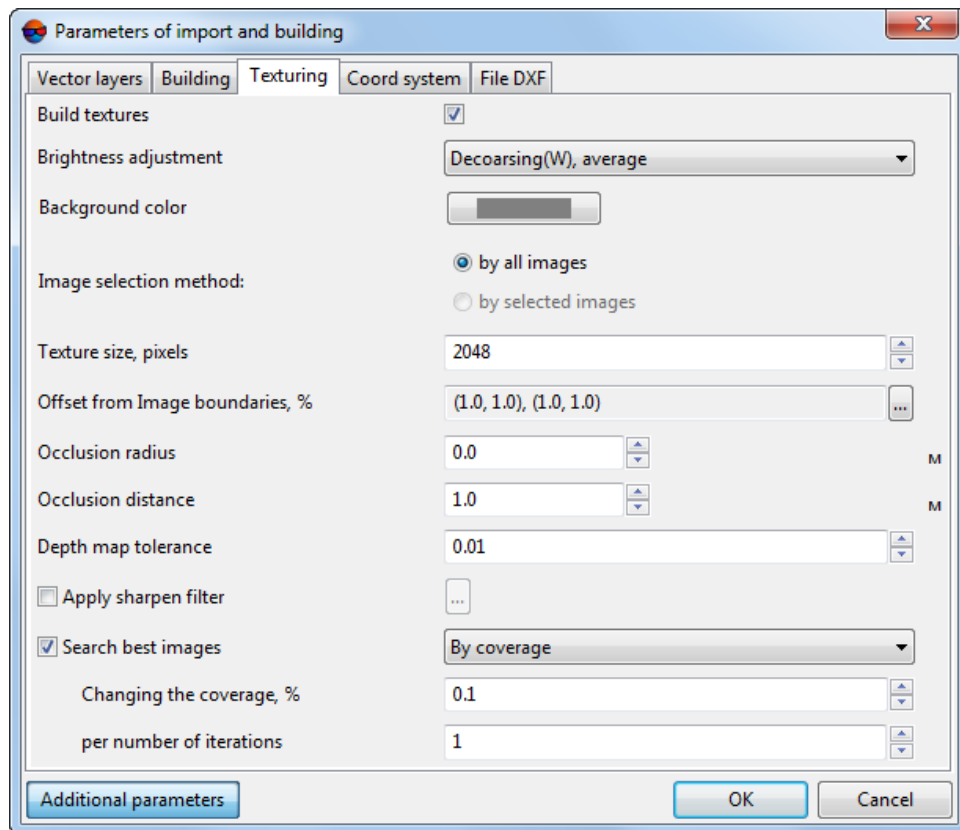 Parameters of import and building
Vector layers Building Texturing Coord system File DXF
Build textures
Brightness adjustment Decoarsing(W), average
Background color
Image selection method:
by all images
by selected images
Texture size, pixels 2048
Offset from Image boundaries, % (1.0, 1.0), (1.0, 1.0) ...
Occlusion radius 0.0 м
Occlusion distance 1.0 м
Depth map tolerance 0.01
Apply sharpen filter ...
Search best images By coverage
Changing the coverage, % 0.1
per number of iterations 1
Additional parameters OK Cancel